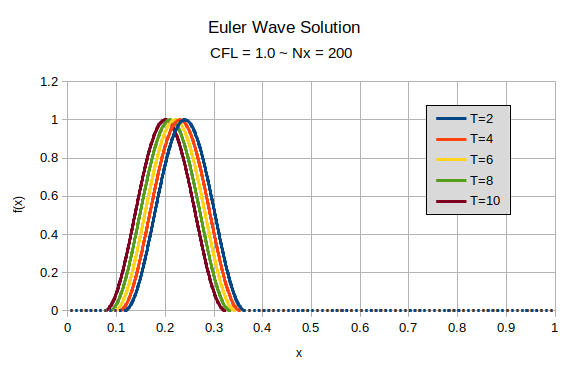 Euler Wave Solution
CFL = 1.0 ~ Nx = 200
1.2
1
0.8
0.6
0.4
0.2
0
f(x)
T=2
T=4
T=6
T=8
T=10
0 0.1 0.2 0.3 0.4 0.5 0.6 0.7 0.8 0.9 1
x